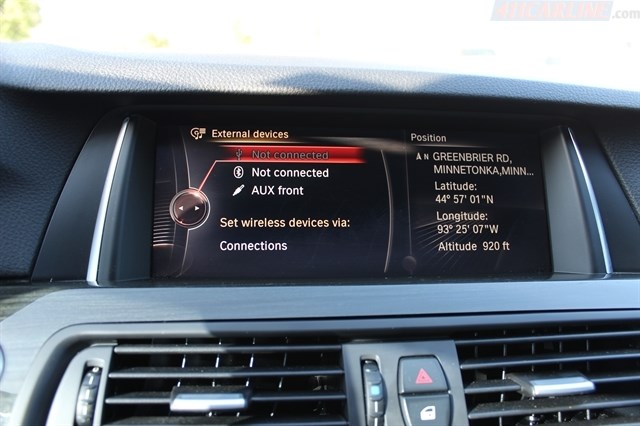 External devices
Not connected
Not connected
AUX front
Set wireless devices via:
Connections
Position
N GREENBRIER RD,
MINNETONKA,MINN...
Latitude:
44° 57' 01"N
Longitude:
93° 25' 07"W
Altitude 920 ft
.com